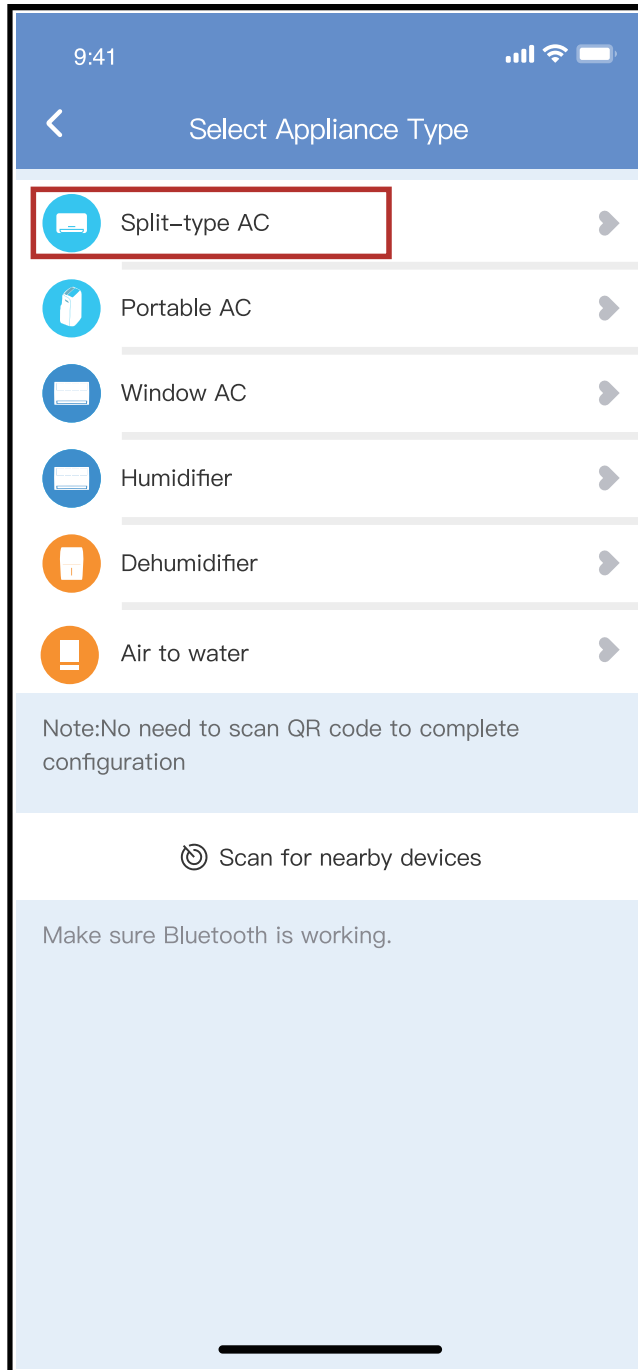 9:41
Select Appliance Type
Split-type AC
Portable AC
Window AC
Humidifier
Dehumidifier
Air to water
Note:No need to scan QR code to complete
configuration
Scan for nearby devices
Make sure Bluetooth is working.